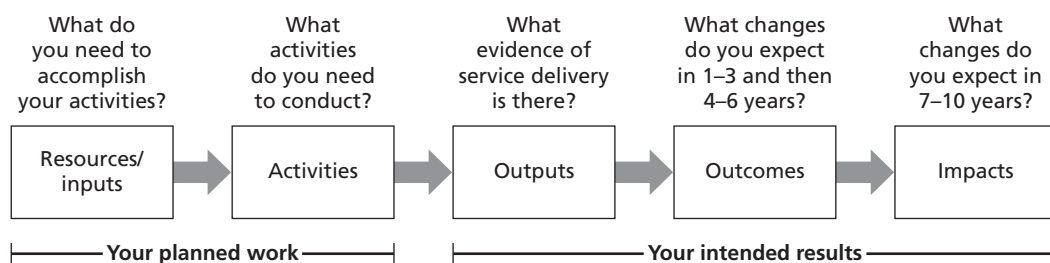 What do
you need to
accomplish
your activities?
What
activities
do you need
to conduct?
What
evidence of
service delivery
is there?
What changes
do you expect
in 1–3 and then
4–6 years?
What
changes do
you expect in
7–10 years?
Resources/
inputs
Activities
Outputs
Outcomes
Impacts
Your planned work
Your intended results